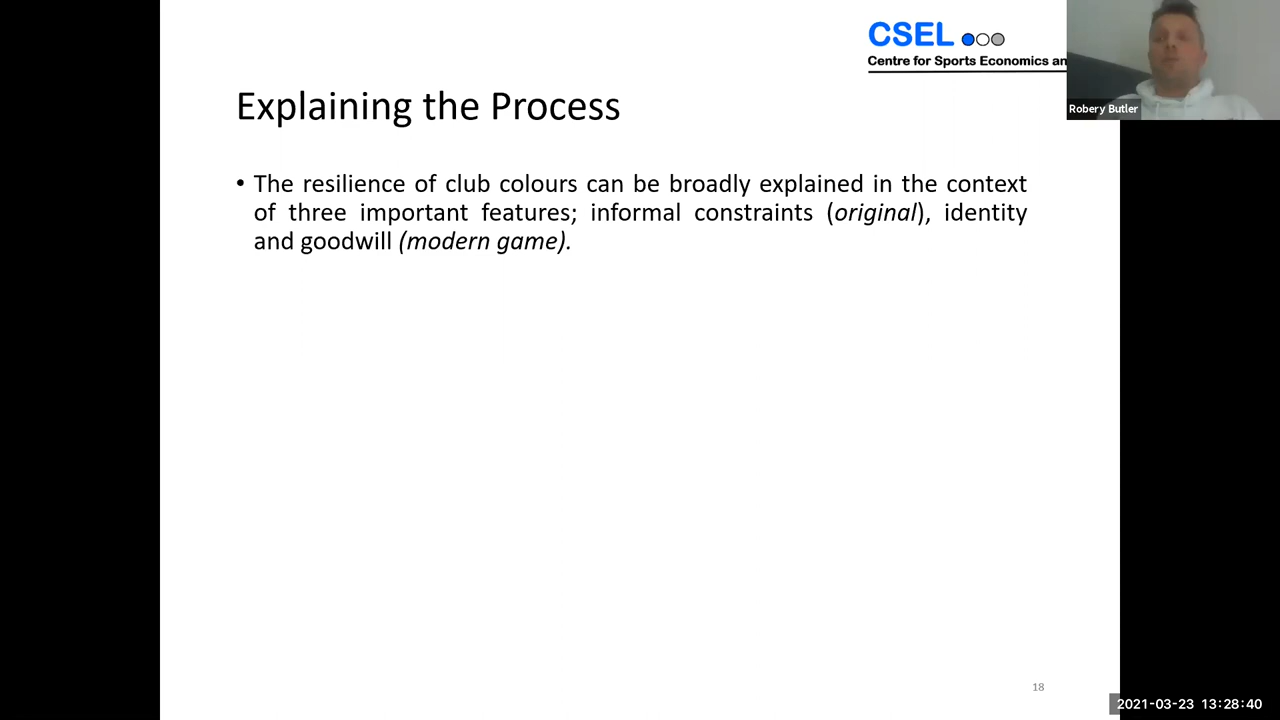 CSEL
Centre for Sports Economics an
Robery Butler
Explaining the Process
• The resilience of club colours can be broadly explained in the context
of three important features; informal constraints (original), identity
and goodwill (modern game).
18
2021-03-23 13:28:40